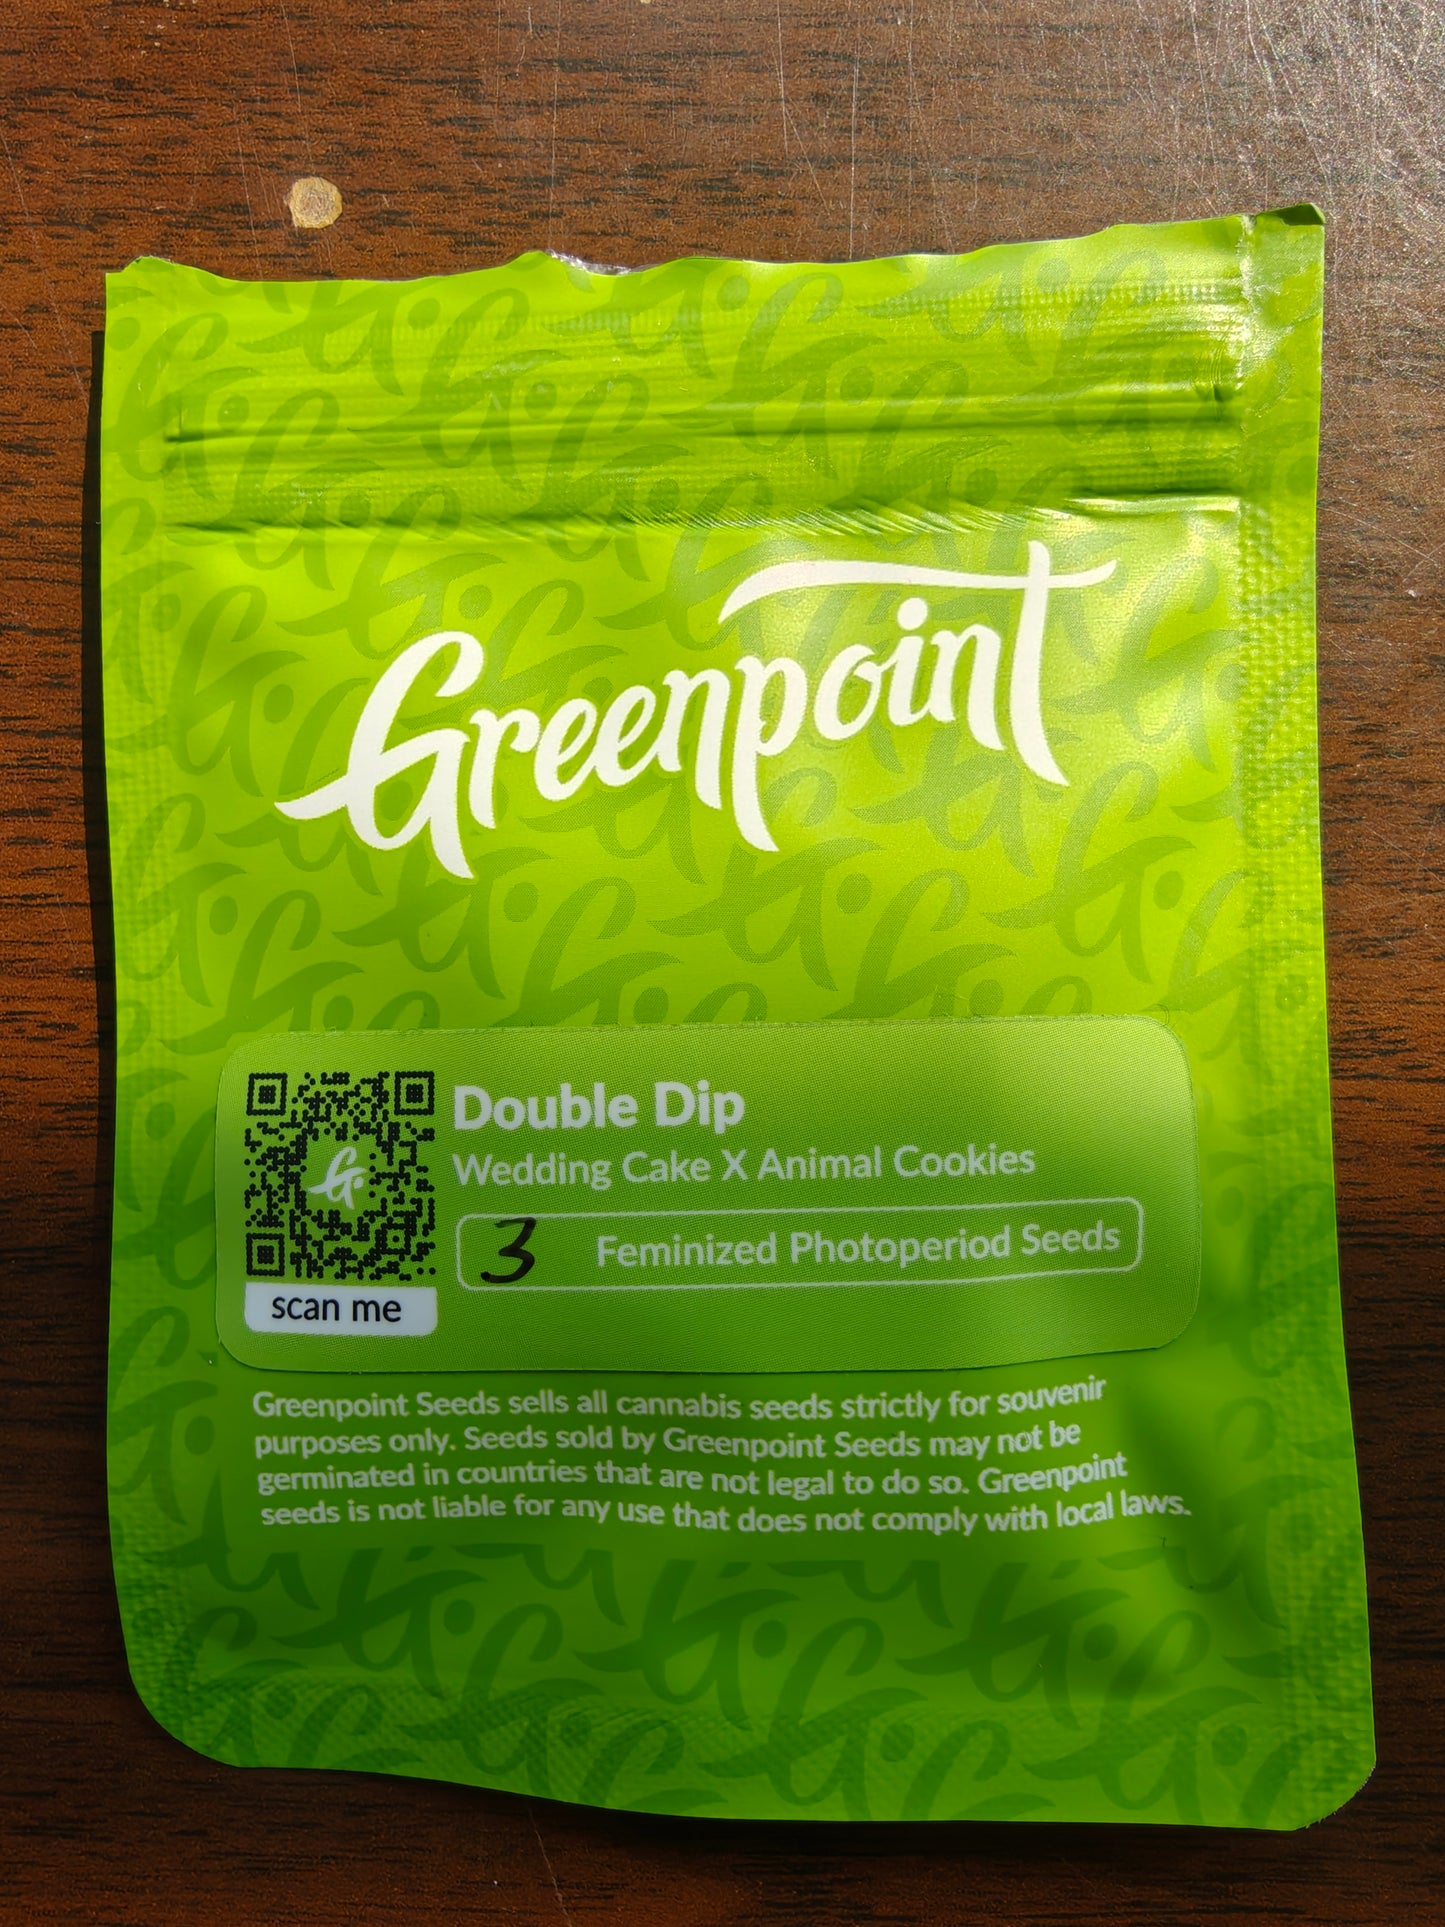 Greenpoint
Double Dip
Wedding Cake X Animal Cookies
3 Feminized Photoperiod Seeds
scan me
Greenpoint Seeds sells all cannabis seeds strictly for souvenir
purposes only. Seeds sold by Greenpoint Seeds may not be
germinated in countries that are not legal to do so. Greenpoint
seeds is not liable for any use that does not comply with local laws.